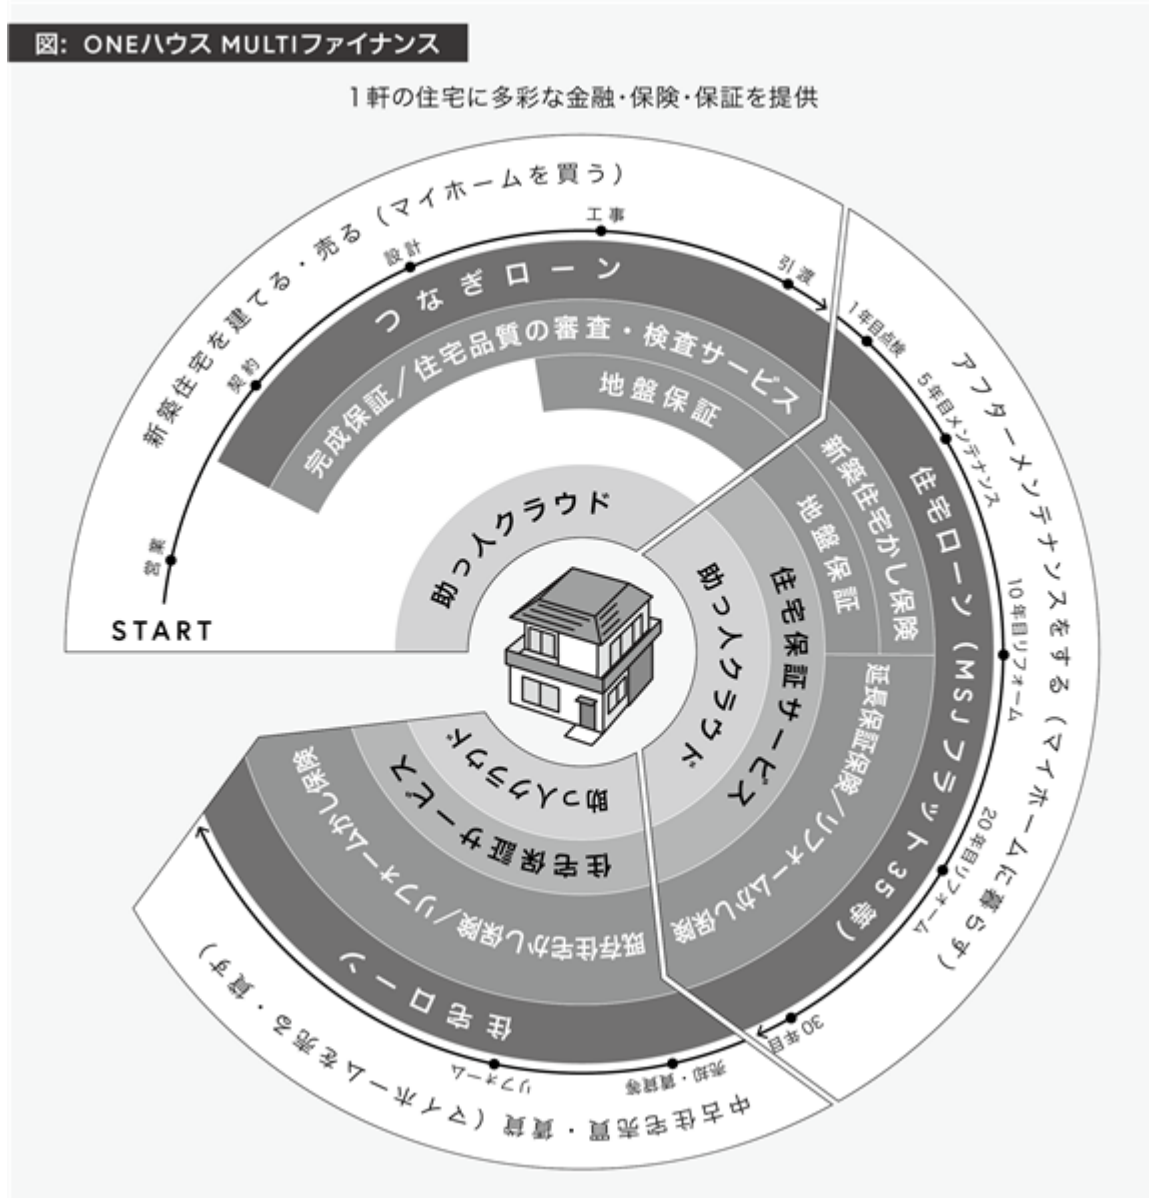 図: ONEハウス MULTIファイナンス
1軒の住宅に多彩な金融・保険・保証を提供
新築住宅を建てる・売る（マイホームを買う）
START
営業
契約
設計
工事
引渡
つなぎローン
完成保証／住宅品質の審査・検査サービス
地盤保証
助っ人クラウド
アフターメンテナンスをする（マイホームに暮らす）
1年目点検
5年目メンテナンス
10年目リフォーム
20年目リフォーム
30年目
住宅ローン（MSJフラット35等）
新築住宅かし保険
地盤保証
延長保証保険／リフォームかし保険
住宅保証サービス
助っ人クラウド
中古住宅売買・賃貸（マイホームを売る・貸す）
売却・賃貸等
リフォーム
住宅ローン
既存住宅かし保険／リフォームかし保険
住宅保証サービス
助っ人クラウド